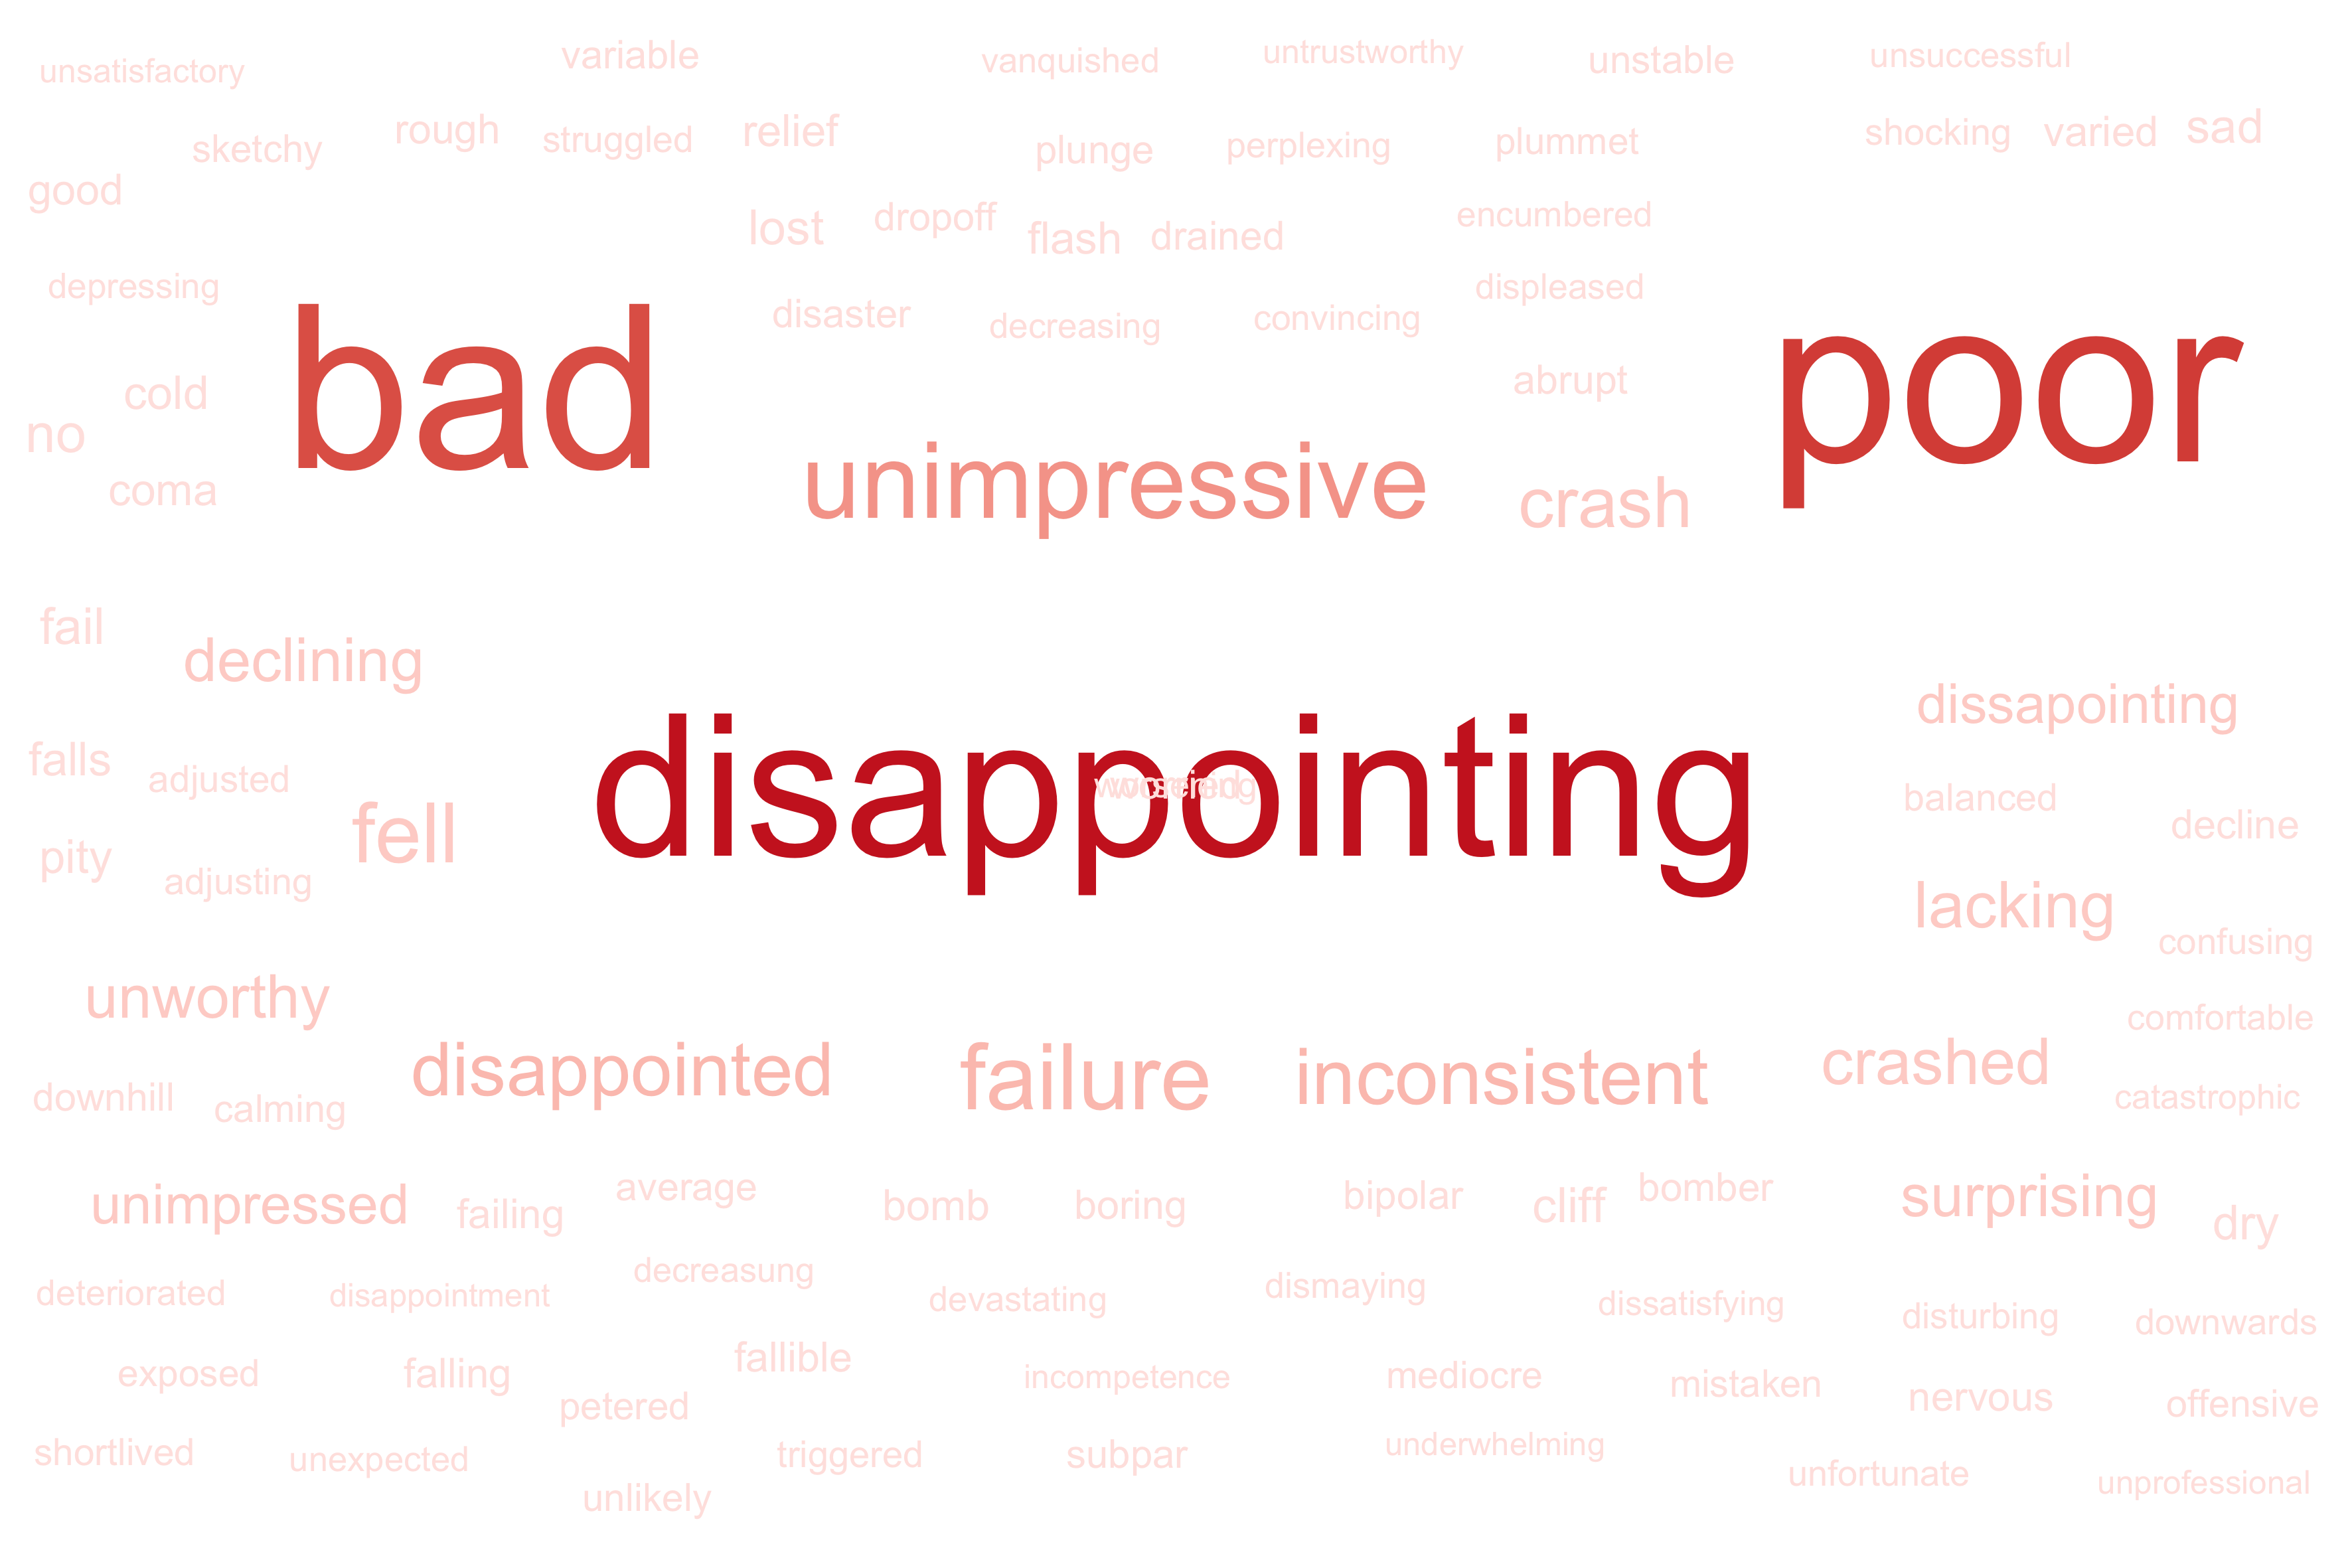 unsatisfactory variable vanquished untrustworthy unstable unsuccessful
sketchy rough struggled relief plunge perplexing plummet shocking varied sad
good lost dropoff flash drained encumbered
depressing disaster decreasing convincing displeased
bad poor
cold abrupt
no unimpressive crash
coma
fail declining dissapointing
falls adjusted disappointing balanced decline
pity fell
adjusting lacking confusing
unworthy comfortable
disappointed failure inconsistent crashed
downhill calming catastrophic
unimpressed failing average bomb boring bipolar cliff bomber surprising dry
deteriorated disappointment decreasung devastating dismaying dissatisfying disturbing downwards
exposed falling fallible incompetence mediocre mistaken nervous offensive
petered
shortlived unexpected triggered subpar underwhelming unfortunate unprofessional
unlikely